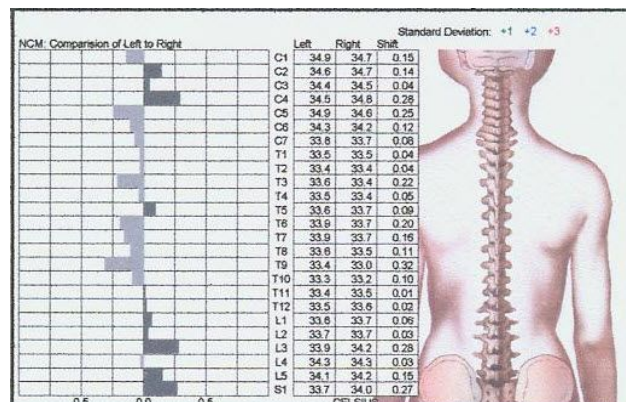 Standard Deviation: +1 +2 +3
NCM: Comparision of Left to Right Left Right Shift
C1 34.9 34.7 0.15
C2 34.6 34.7 0.14
C3 34.4 34.5 0.04
C4 34.5 34.8 0.28
C5 34.9 34.6 0.25
C6 34.3 34.2 0.12
C7 33.8 33.7 0.08
T1 33.5 33.5 0.04
T2 33.4 33.4 0.04
T3 33.6 33.4 0.22
T4 33.5 33.4 0.05
T5 33.6 33.7 0.09
T6 33.9 33.7 0.20
T7 33.9 33.7 0.16
T8 33.6 33.5 0.11
T9 33.4 33.0 0.32
T10 33.3 33.2 0.10
T11 33.4 33.5 0.01
T12 33.5 33.6 0.02
L1 33.6 33.7 0.06
L2 33.7 33.7 0.03
L3 33.9 34.2 0.28
L4 34.3 34.3 0.03
L5 34.1 34.2 0.15
S1 33.7 34.0 0.27
0.5 0.0 0.5 CELSIUS